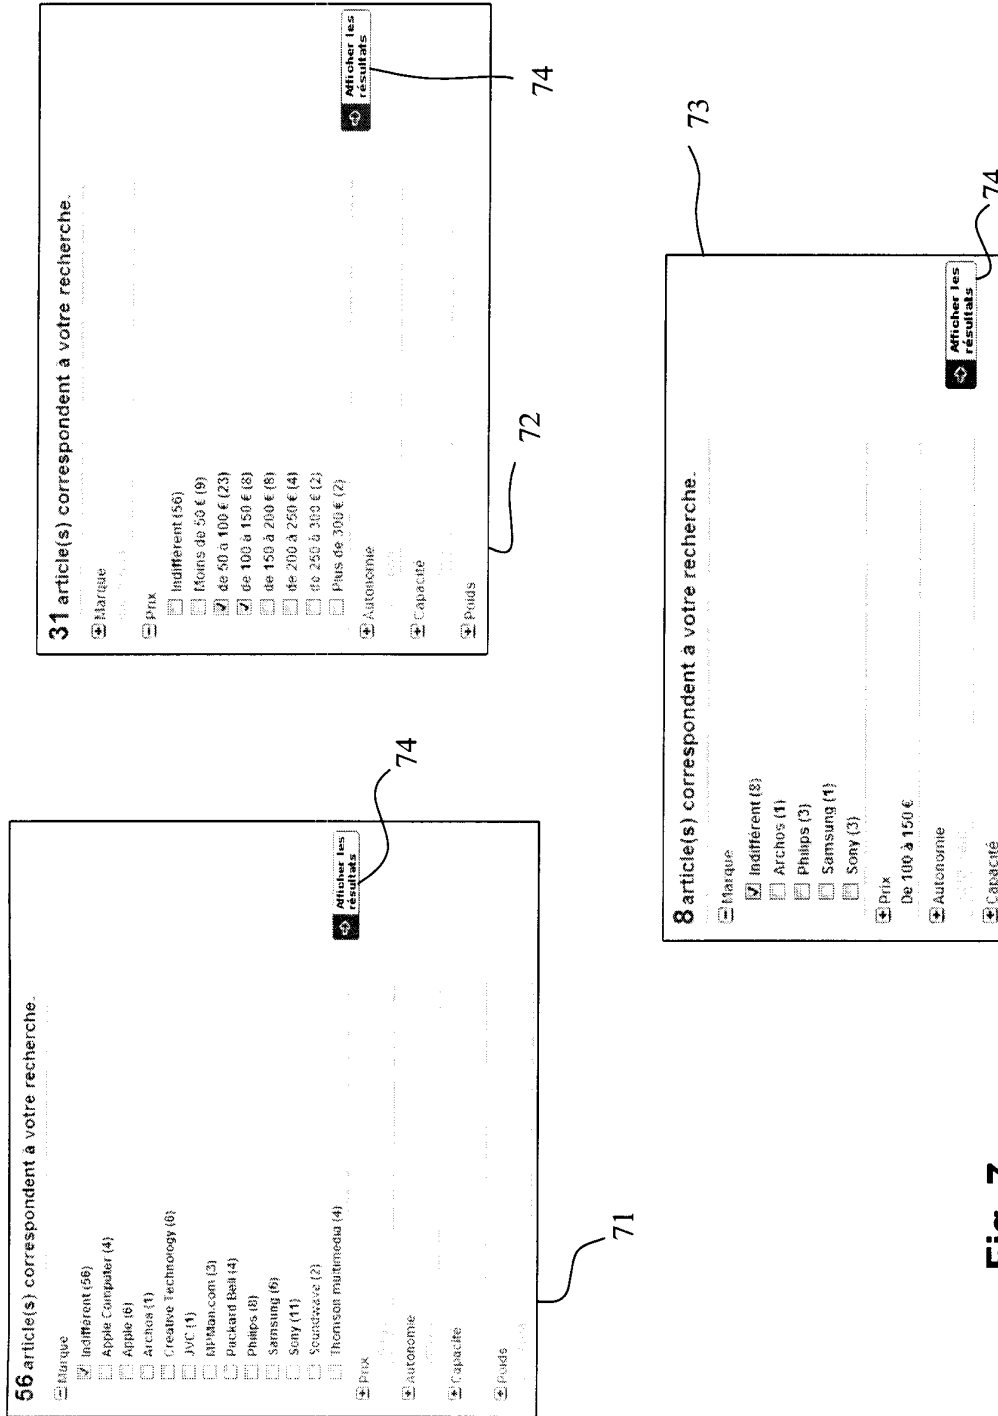 56 article(s) correspondent à votre recherche.
Marque
Indifférent (56)
Apple Computer (4)
Apple (6)
Archos (1)
Creative Technology (6)
JVC (1)
MPMan.com (3)
Packard Bell (4)
Philips (8)
Samsung (6)
Sony (11)
Soundwave (2)
Thomson multimedia (4)
Prix
Autonomie
Capacité
Poids
Afficher les
résultats
74
71
31 article(s) correspondent à votre recherche.
Marque
Prix
Indifférent (56)
Moins de 50 € (9)
de 50 à 100 € (23)
de 100 à 150 € (8)
de 150 à 200 € (8)
de 200 à 250 € (4)
de 250 à 300 € (2)
Plus de 300 € (2)
Autonomie
Capacité
Poids
Afficher les
résultats
74
72
8 article(s) correspondent à votre recherche.
Marque
Indifférent (8)
Archos (1)
Philips (3)
Samsung (1)
Sony (3)
Prix
De 100 à 150 €
Autonomie
Capacité
Afficher les
résultats
73
74
Fig. 7